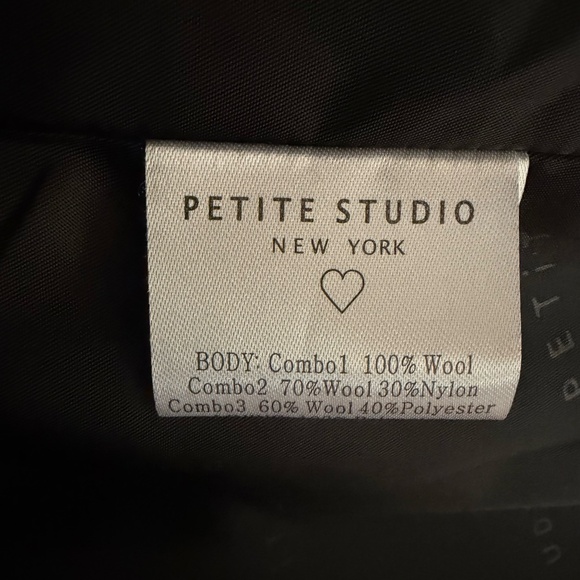 PETITE STUDIO
NEW YORK
BODY: Combo1 100% Wool
Combo2 70%Wool 30%Nylon
Combo3 60% Wool 40%Polyester